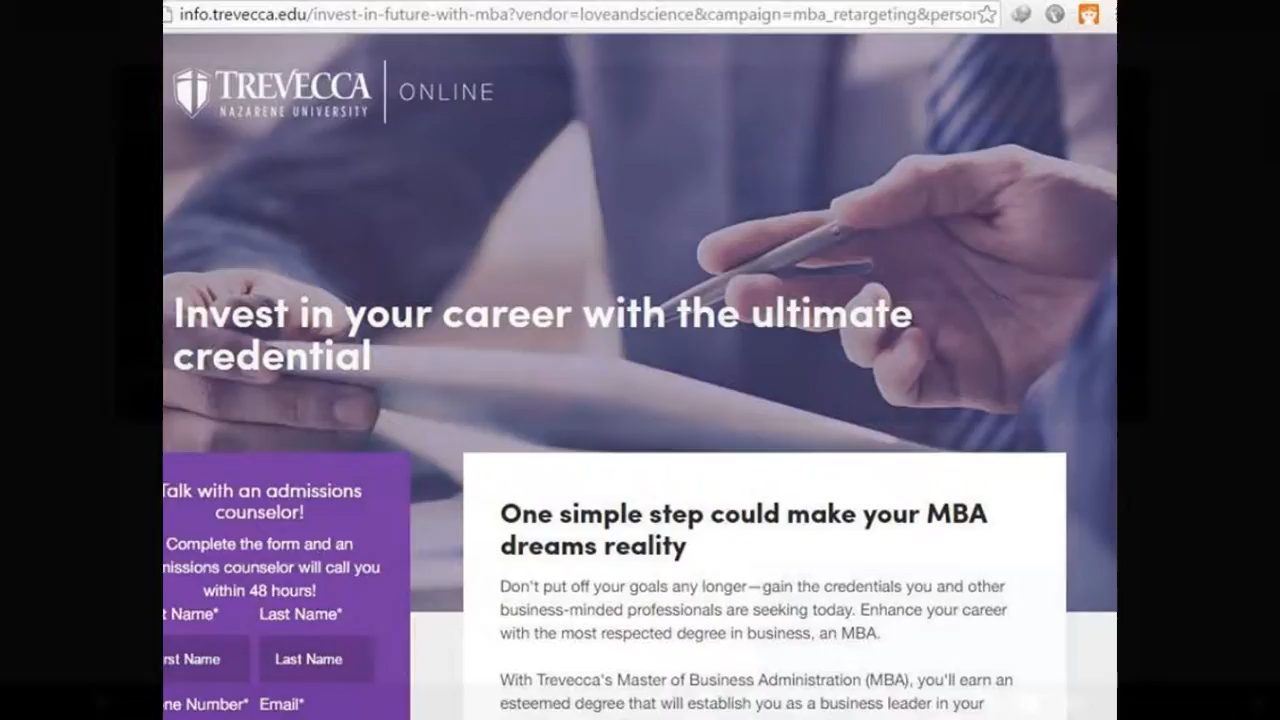 info.trevecca.edu/invest-in-future-with-mba?vendor=loveandscience&campaign=mba_retargeting&person
TREVECCA
NAZARENE UNIVERSITY
ONLINE
Invest in your career with the ultimate
credential
Talk with an admissions
counselor!
Complete the form and an
missions counselor will call you
within 48 hours!
t Name* Last Name*
rst Name Last Name
ne Number* Email*
One simple step could make your MBA
dreams reality
Don't put off your goals any longer—gain the credentials you and other
business-minded professionals are seeking today. Enhance your career
with the most respected degree in business, an MBA.
With Trevecca's Master of Business Administration (MBA), you'll earn an
esteemed degree that will establish you as a business leader in your